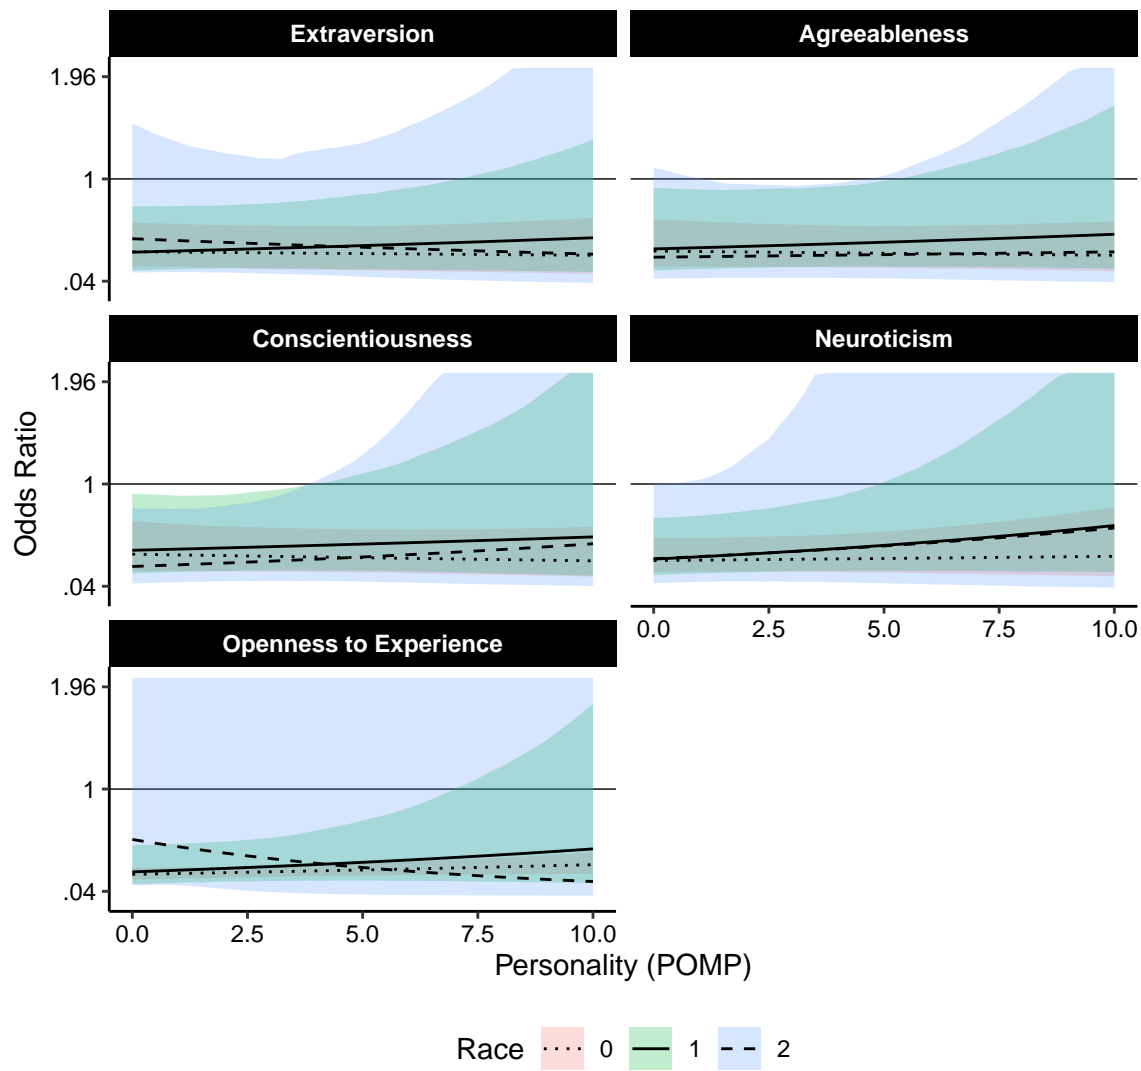 Extraversion
Agreeableness
1.96
1
.04
Conscientiousness
Neuroticism
1.96
1
.04
Odds Ratio
0.0 2.5 5.0 7.5 10.0
Openness to Experience
1.96
1
.04
0.0 2.5 5.0 7.5 10.0
Personality (POMP)
Race 0 1 2